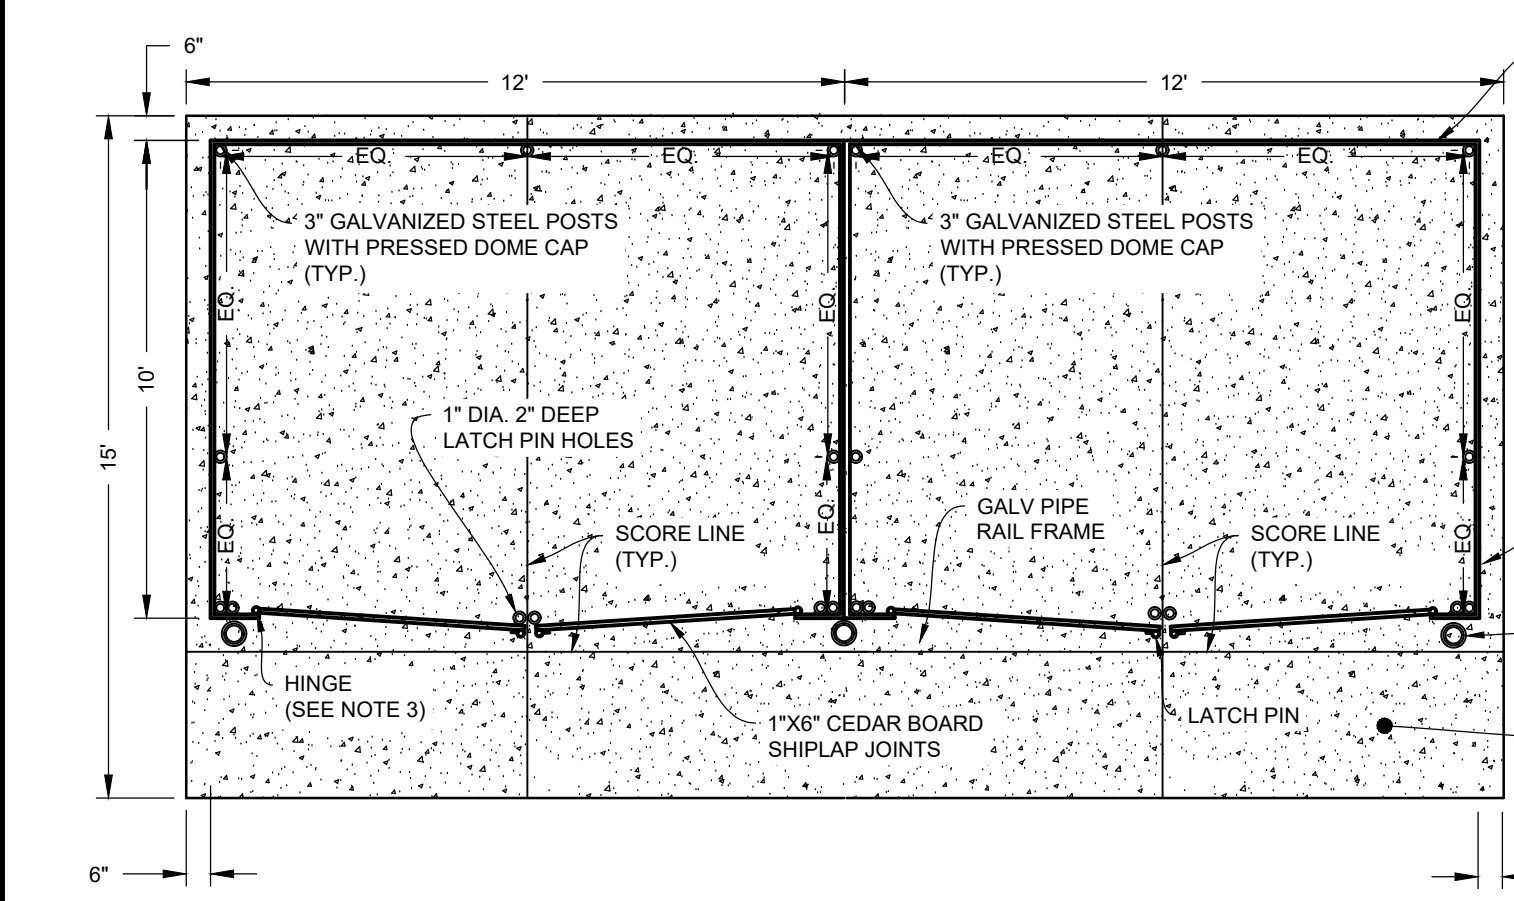 6"
12'
12'
EQ.
EQ.
EQ.
EQ.
3" GALVANIZED STEEL POSTS
WITH PRESSED DOME CAP
(TYP.)
3" GALVANIZED STEEL POSTS
WITH PRESSED DOME CAP
(TYP.)
EQ.
EQ.
EQ.
10'
15'
1" DIA. 2" DEEP
LATCH PIN HOLES
GALV PIPE
RAIL FRAME
SCORE LINE
(TYP.)
SCORE LINE
(TYP.)
EQ.
EQ.
EQ.
HINGE
(SEE NOTE 3)
1"X6" CEDAR BOARD
SHIPLAP JOINTS
LATCH PIN
6"